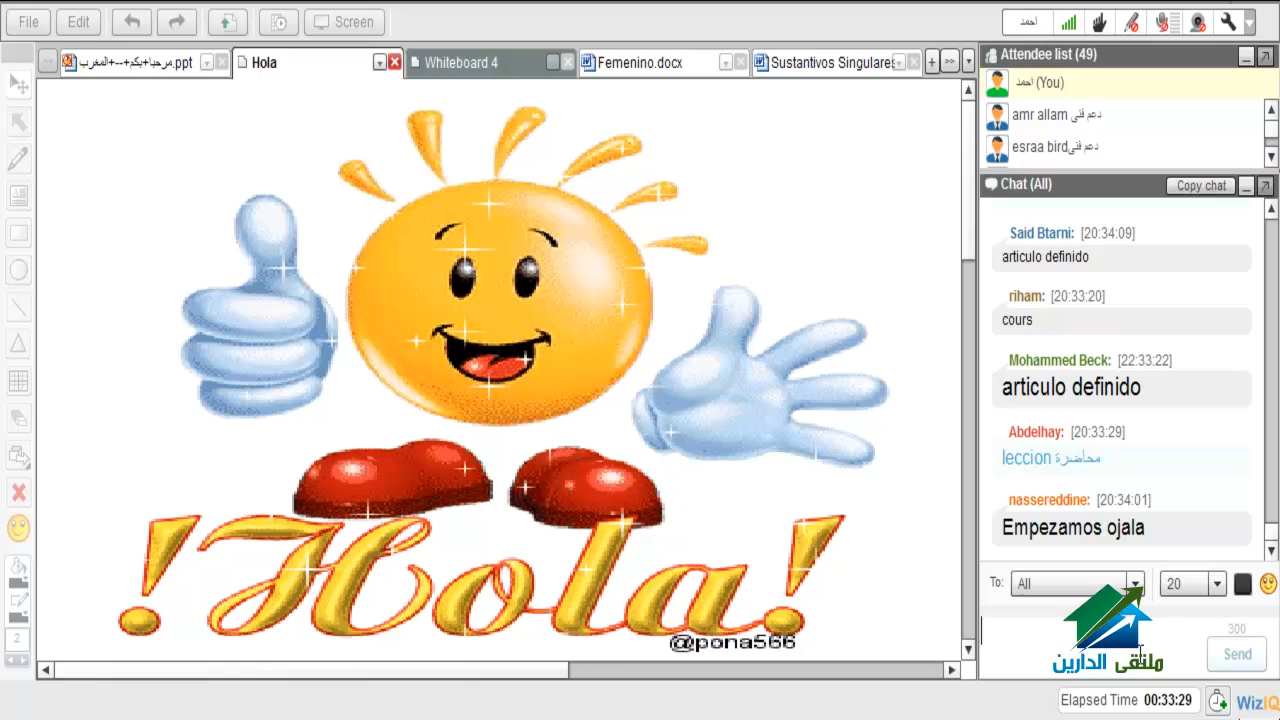 File
Edit
Screen
احمد
مرحبا+بكم+--+المغرب.ppt
Hola
Whiteboard 4
Femenino.docx
Sustantivos Singulares
Attendee list (49)
احمد (You)
amr allam دعم فنى
esraa bird دعم فنى
Chat (All)
Copy chat
Said Btarni: [20:34:09]
articulo definido
riham: [20:33:20]
cours
Mohammed Beck: [22:33:22]
articulo definido
Abdelhay: [20:33:29]
leccion محاضرة
nassereddine: [20:34:01]
Empezamos ojala
To:
All
20
300
Send
ملتقى الدارين
!Hola!
@pona566
2
Elapsed Time 00:33:29
WizIQ